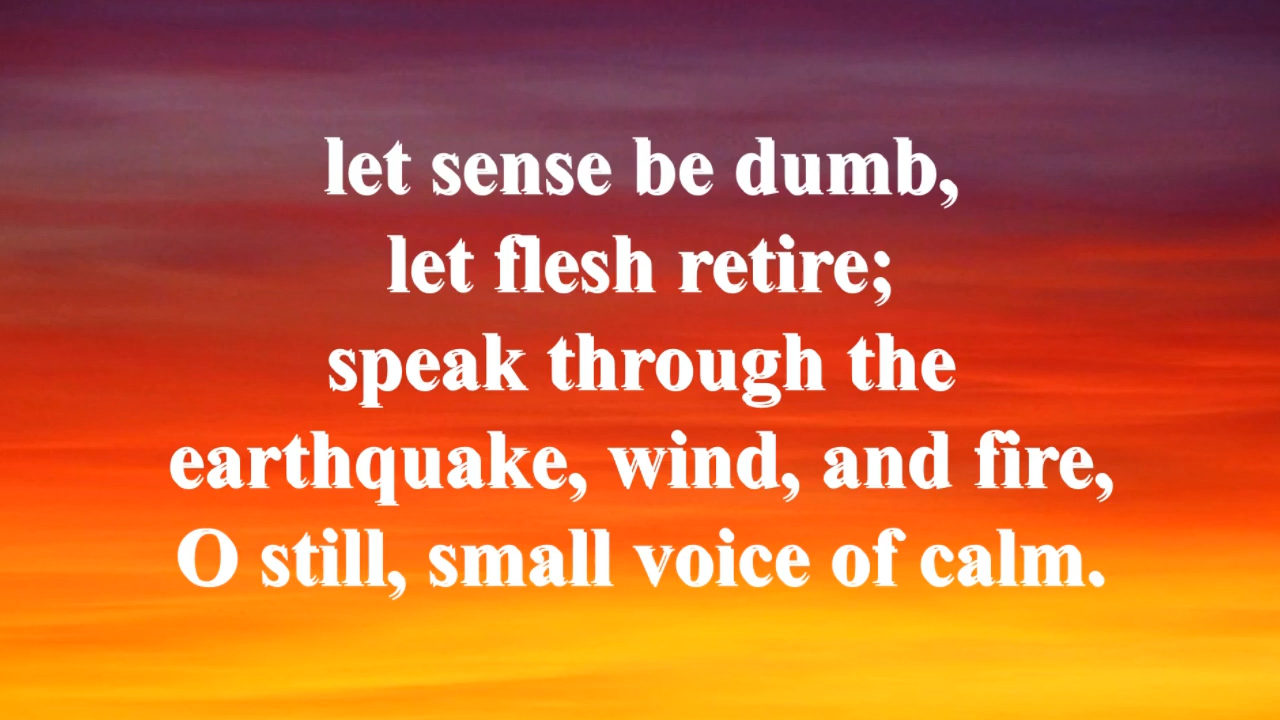 let sense be dumb,
let flesh retire;
speak through the
earthquake, wind, and fire,
O still, small voice of calm.